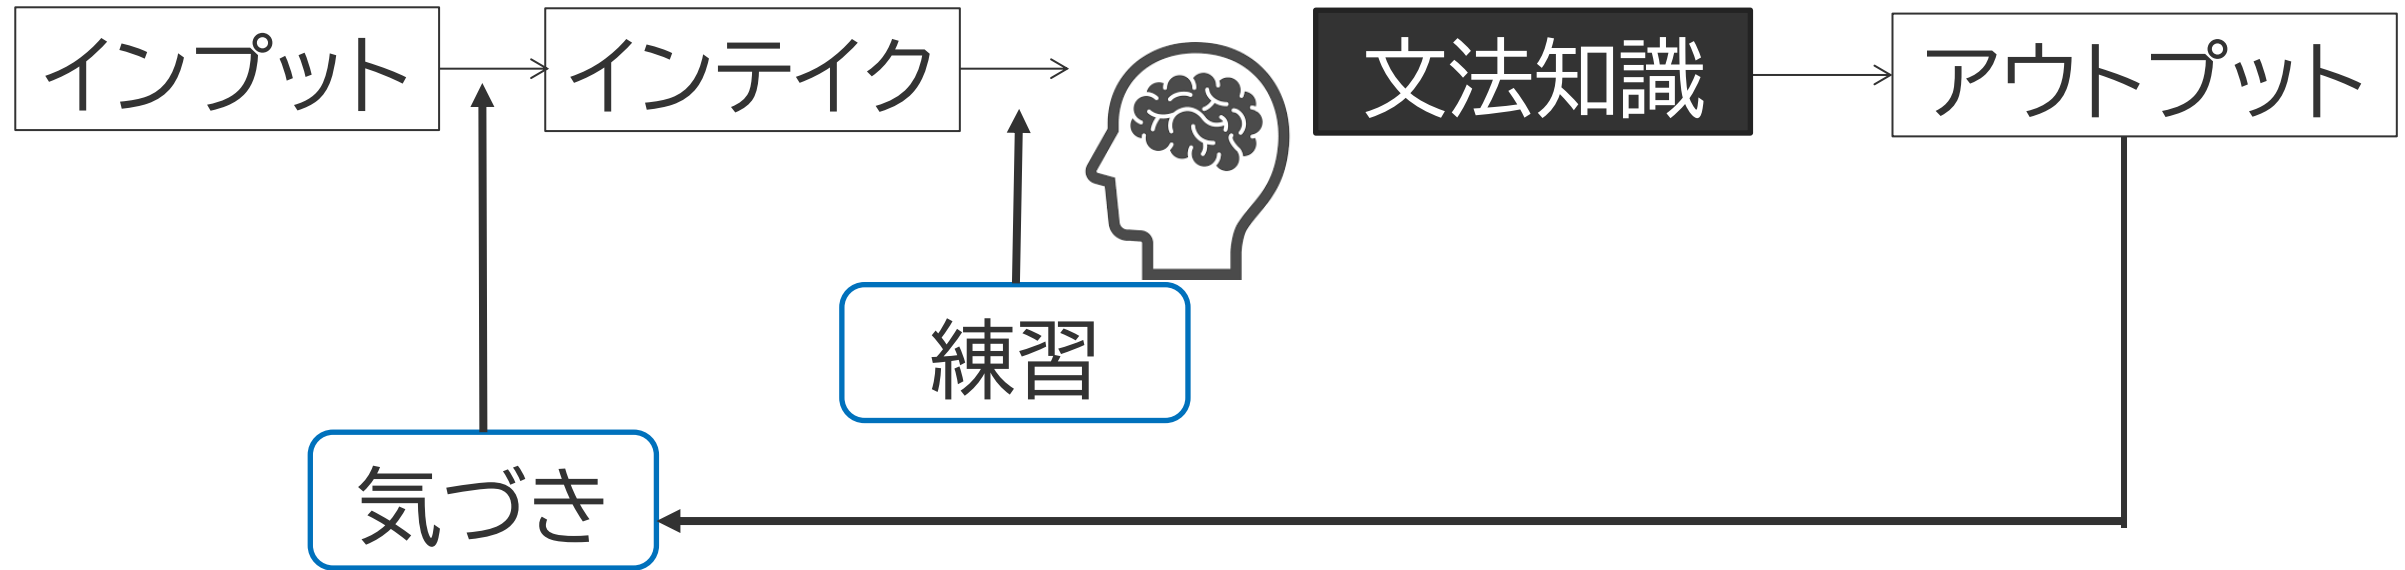 インプット
インテイク
文法知識
アウトプット
練習
気づき